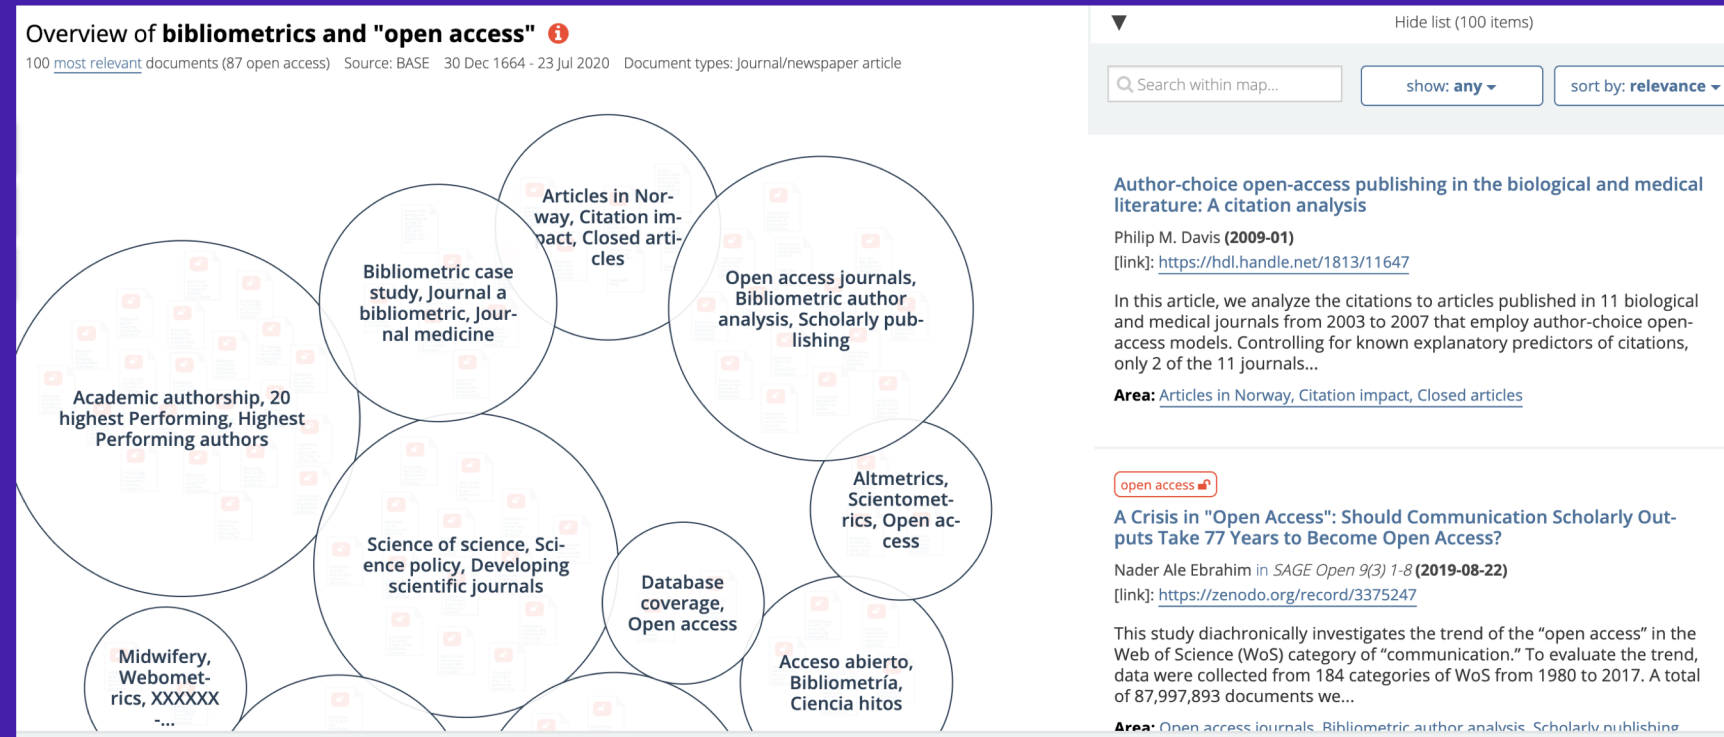 Overview of bibliometrics and "open access"
100 most relevant documents (87 open access) Source: BASE 30 Dec 1664 - 23 Jul 2020 Document types: Journal/newspaper article
Articles in Nor-
way, Citation im-
pact, Closed arti-
cles
Bibliometric case
study, Journal a
bibliometric, Jour-
nal medicine
Open access journals,
Bibliometric author
analysis, Scholarly pub-
lishing
Academic authorship, 20
highest Performing, Highest
Performing authors
Altmetrics,
Scientomet-
rics, Open ac-
cess
Science of science, Sci-
ence policy, Developing
scientific journals
Database
coverage,
Open access
Midwifery,
Webomet-
rics, XXXXXX
-...
Acceso abierto,
Bibliometría,
Ciencia hitos
Hide list (100 items)
Search within map...
show: any
sort by: relevance
Author-choice open-access publishing in the biological and medical
literature: A citation analysis
Philip M. Davis (2009-01)
[link]: https://hdl.handle.net/1813/11647
In this article, we analyze the citations to articles published in 11 biological
and medical journals from 2003 to 2007 that employ author-choice open-
access models. Controlling for known explanatory predictors of citations,
only 2 of the 11 journals...
Area: Articles in Norway, Citation impact, Closed articles
open access
A Crisis in "Open Access": Should Communication Scholarly Out-
puts Take 77 Years to Become Open Access?
Nader Ale Ebrahim in SAGE Open 9(3) 1-8 (2019-08-22)
[link]: https://zenodo.org/record/3375247
This study diachronically investigates the trend of the “open access” in the
Web of Science (WoS) category of “communication.” To evaluate the trend,
data were collected from 184 categories of WoS from 1980 to 2017. A total
of 87,997,893 documents we...
Area: Open access journals, Bibliometric author analysis, Scholarly publishing